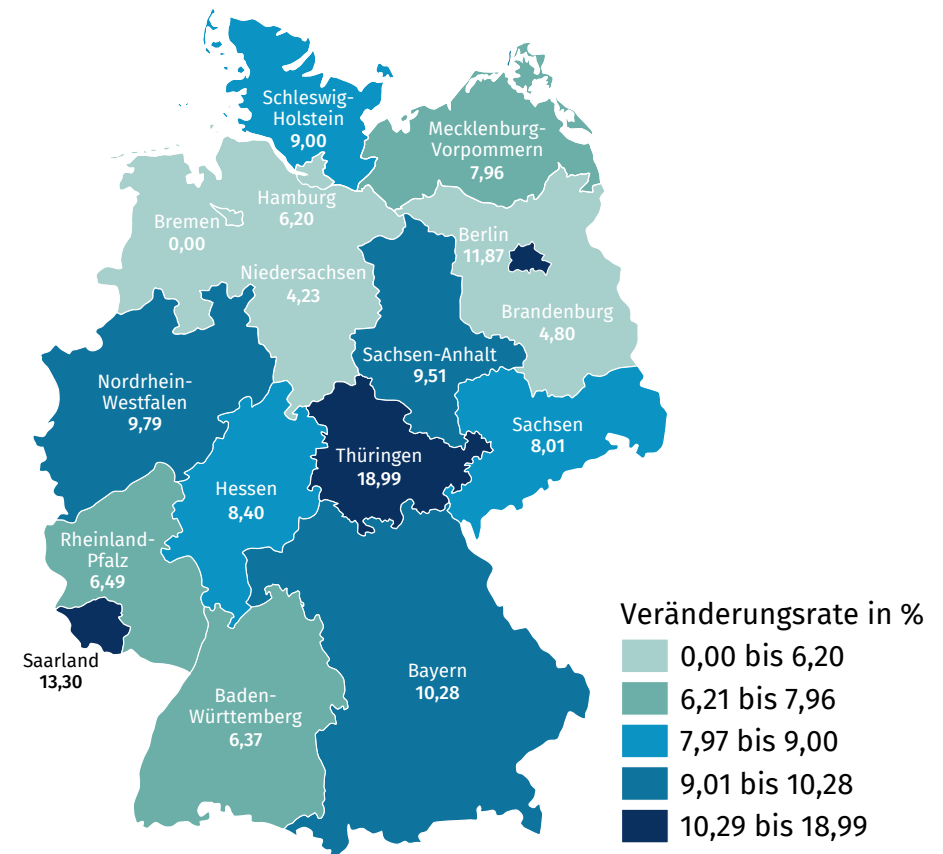 Schleswig-
Holstein
9,00
Mecklenburg-
Vorpommern
7,96
Hamburg
6,20
Bremen
0,00
Berlin
11,87
Niedersachsen
4,23
Brandenburg
4,80
Sachsen-Anhalt
9,51
Nordrhein-
Westfalen
9,79
Sachsen
8,01
Thüringen
18,99
Hessen
8,40
Rheinland-
Pfalz
6,49
Saarland
13,30
Bayern
10,28
Baden-
Württemberg
6,37
Veränderungsrate in %
0,00 bis 6,20
6,21 bis 7,96
7,97 bis 9,00
9,01 bis 10,28
10,29 bis 18,99